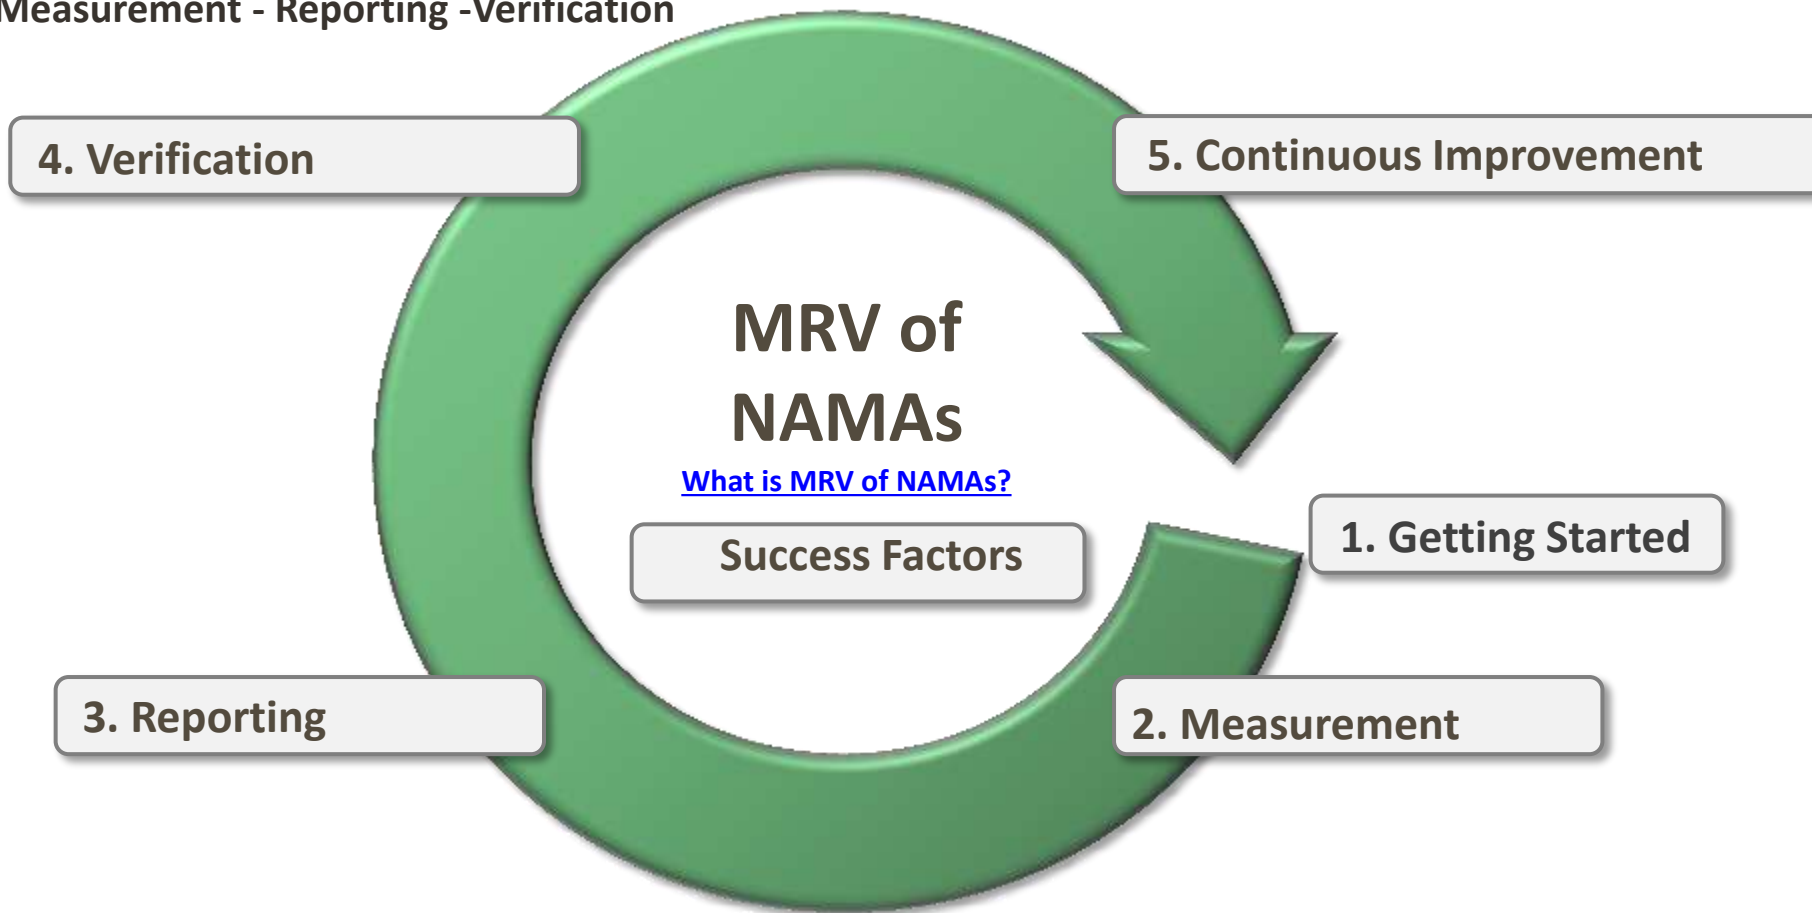 Measurement - Reporting -Verification
4. Verification
5. Continuous Improvement
MRV of
NAMAs
What is MRV of NAMAs?
Success Factors
1. Getting Started
3. Reporting
2. Measurement